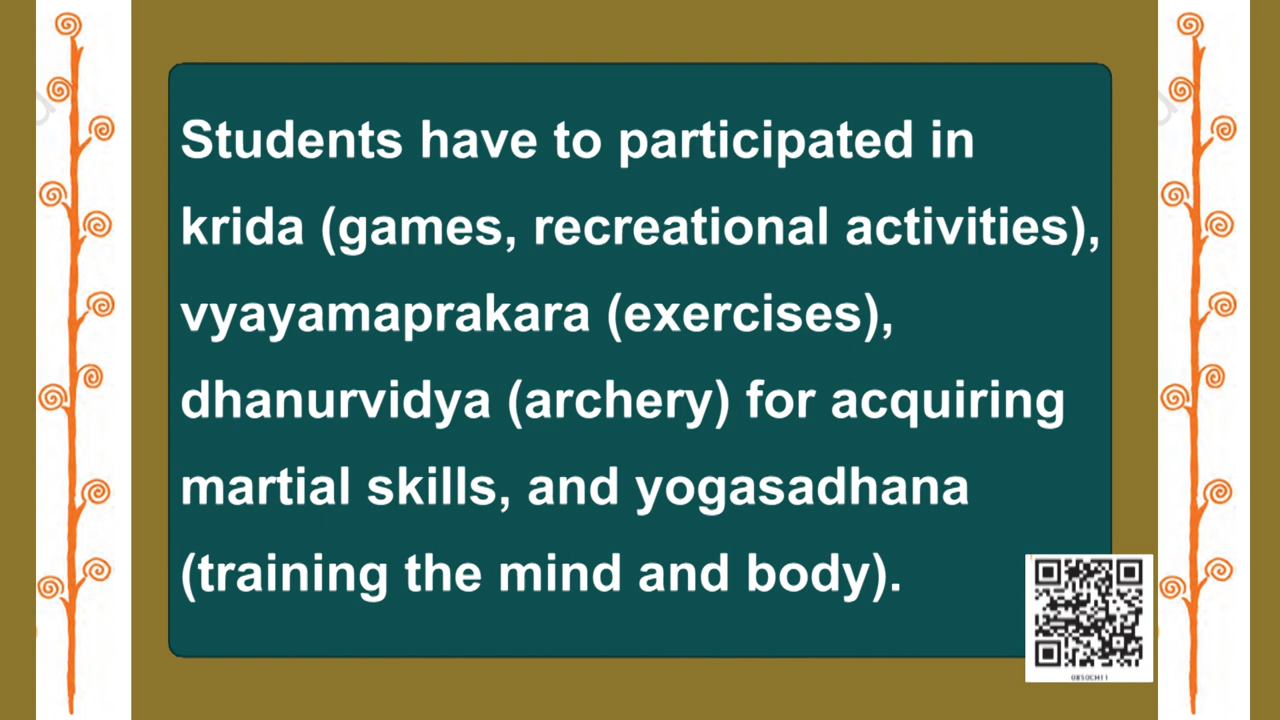 Students have to participated in
krida (games, recreational activities),
vyayamaprakara (exercises),
dhanurvidya (archery) for acquiring
martial skills, and yogasadhana
(training the mind and body).